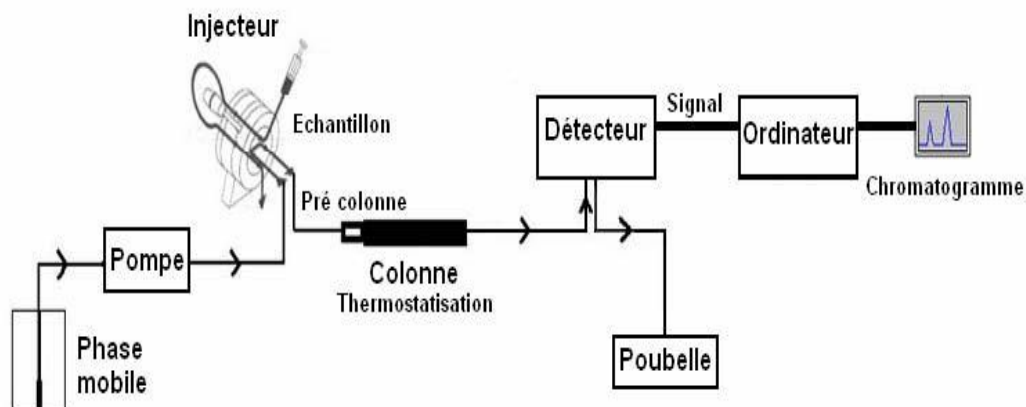 Injecteur
Echantillon
Pré colonne
Pompe
Phase
mobile
Colonne
Thermostatisation
Détecteur
Signal
Ordinateur
Chromatogramme
Poubelle